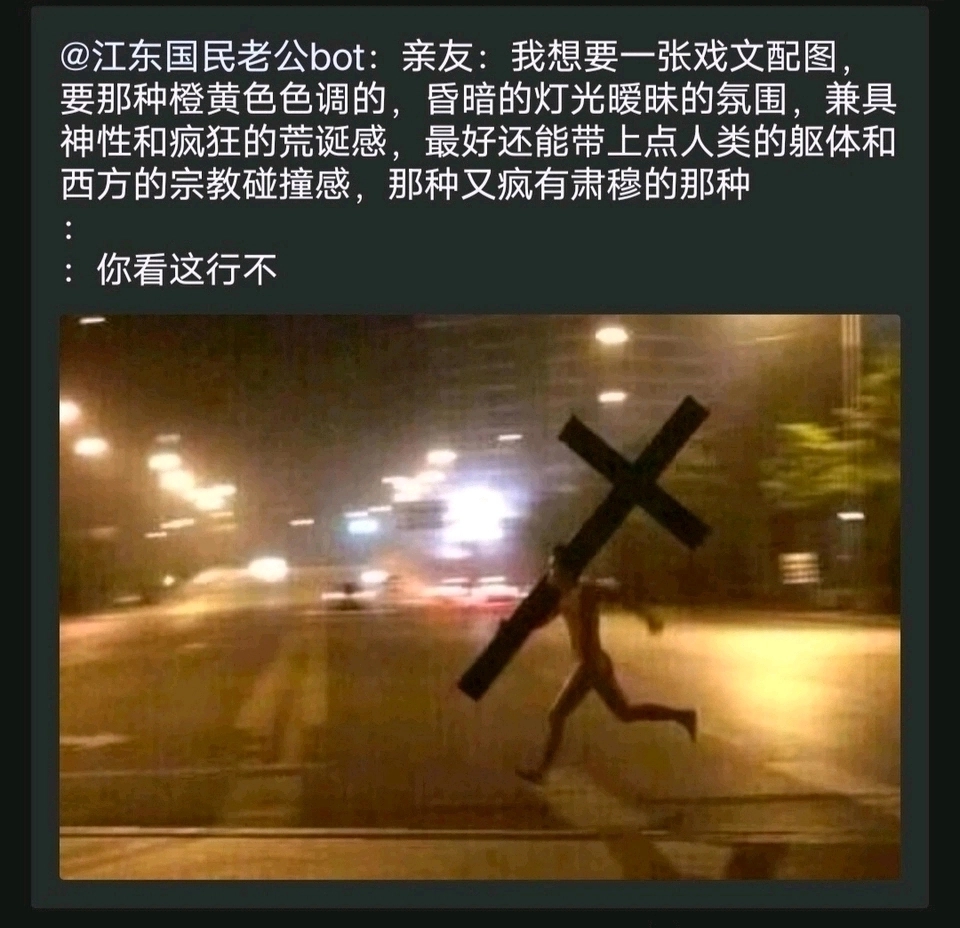 @江东国民老公bot：亲友：我想要一张戏文配图，
要那种橙黄色色调的，昏暗的灯光暧昧的氛围，兼具
神性和疯狂的荒诞感，最好还能带上点人类的躯体和
西方的宗教碰撞感，那种又疯有肃穆的那种
：
：你看这行不